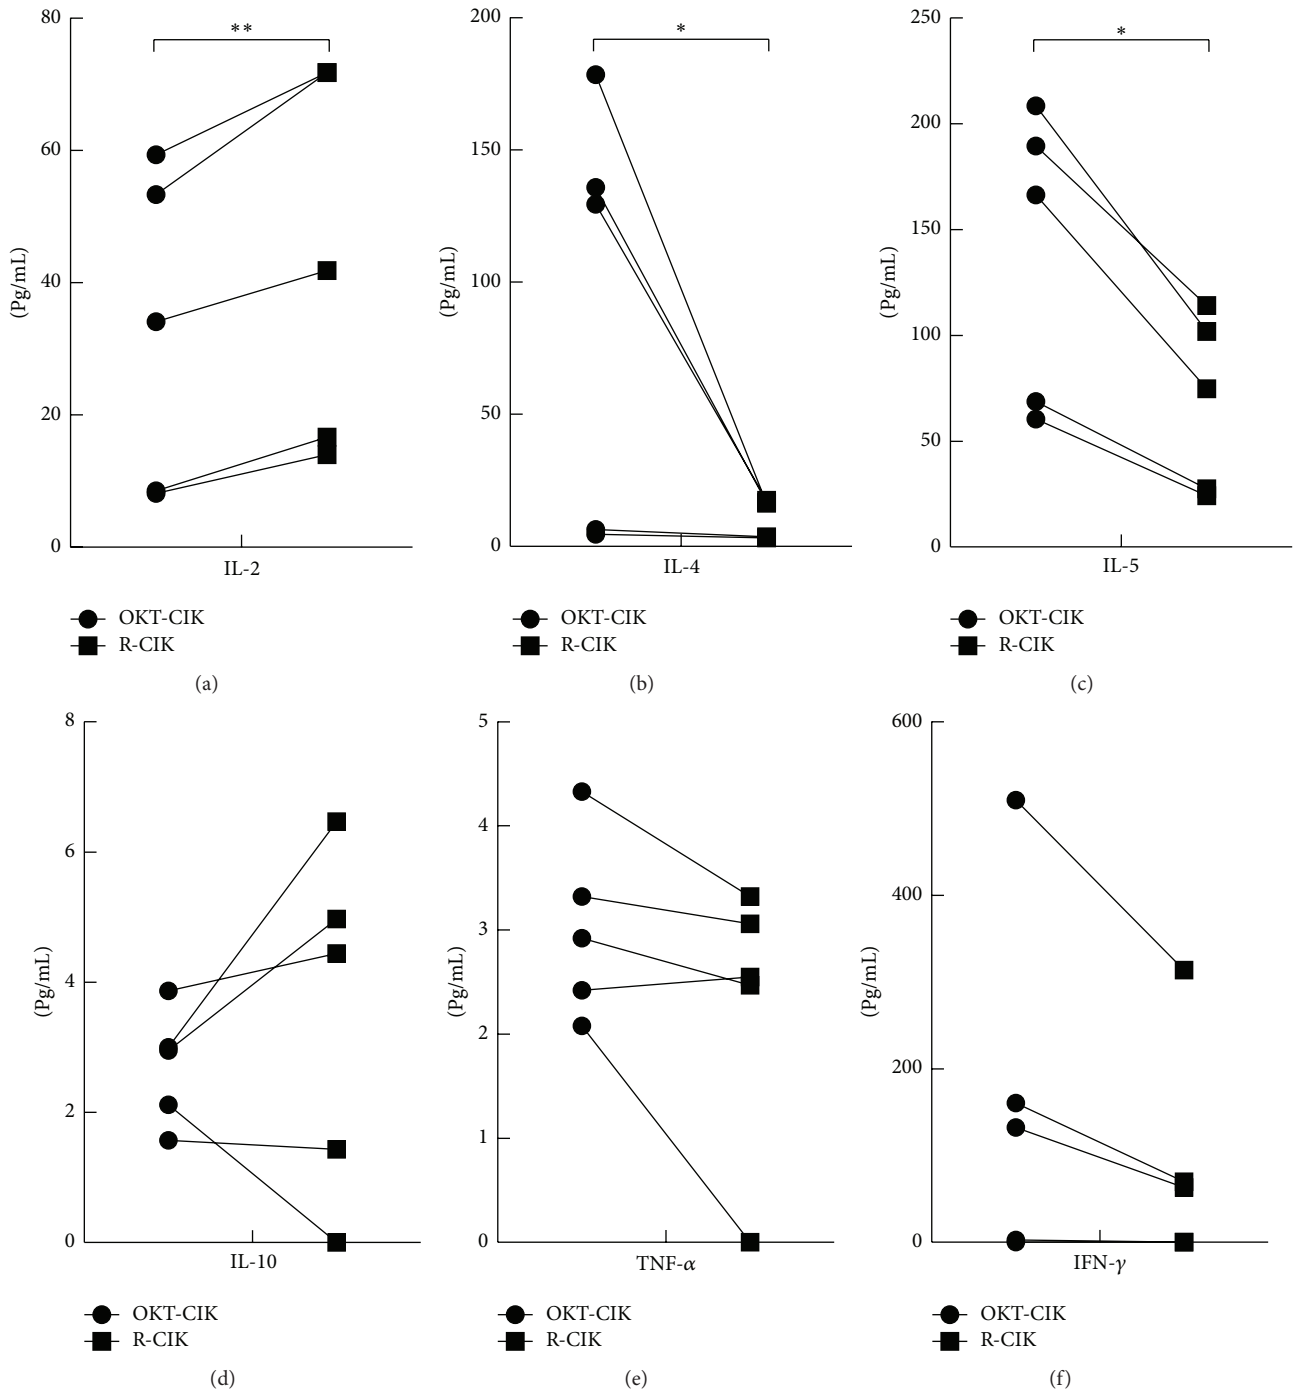 80
60
40
20
0
(Pg/mL)
**
IL-2
OKT-CIK
R-CIK
(a)
200
150
100
50
0
(Pg/mL)
*
IL-4
OKT-CIK
R-CIK
(b)
250
200
150
100
50
0
(Pg/mL)
*
IL-5
OKT-CIK
R-CIK
(c)
8
6
4
2
0
(Pg/mL)
IL-10
OKT-CIK
R-CIK
(d)
5
4
3
2
1
0
(Pg/mL)
TNF-α
OKT-CIK
R-CIK
(e)
600
400
200
0
(Pg/mL)
IFN-γ
OKT-CIK
R-CIK
(f)